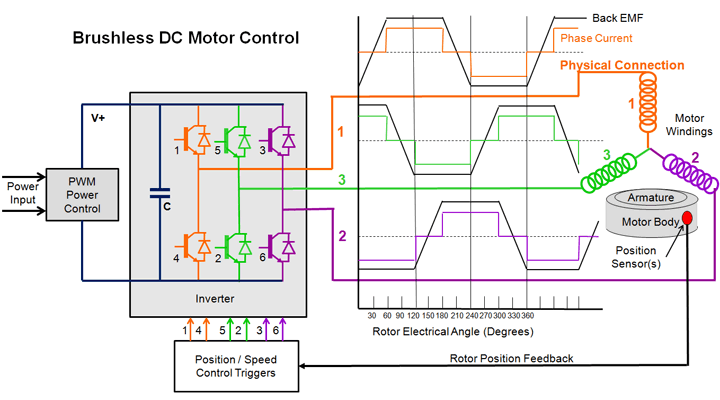 Brushless DC Motor Control
Back EMF
Phase Current
Physical Connection
V+
1
5
3
1
1
Motor
Windings
3
2
Power
Input
PWM
Power
Control
C
3
Armature
Motor Body
4
2
6
2
Position
Sensor(s)
Inverter
30 60 90 120 150 180 210 240 270 300 330 360
Rotor Electrical Angle (Degrees)
1 4 5 2 3 6
Position / Speed
Control Triggers
Rotor Position Feedback